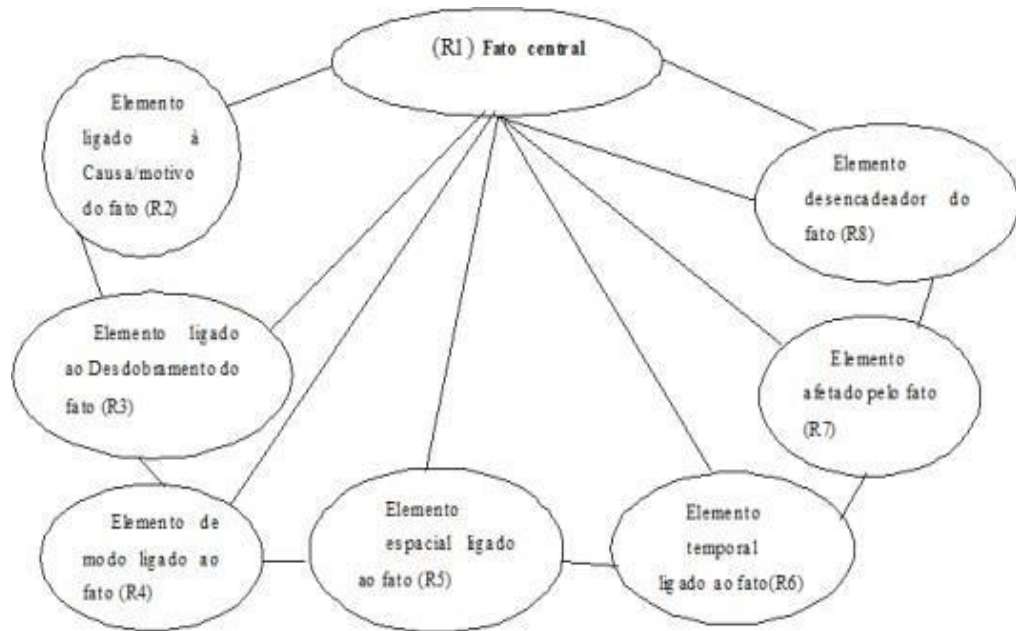 (R1) Fato central
Elemento
ligado à
Causa/motivo
do fato (R2)
Elemento ligado
ao Desdobramento do
fato (R3)
Elemento de
modo ligado ao
fato (R4)
Elemento
espacial ligado
ao fato (R5)
Elemento
temporal
ligado ao fato(R6)
Elemento
afetado pelo fato
(R7)
Elemento
desencadeador do
fato (R8)